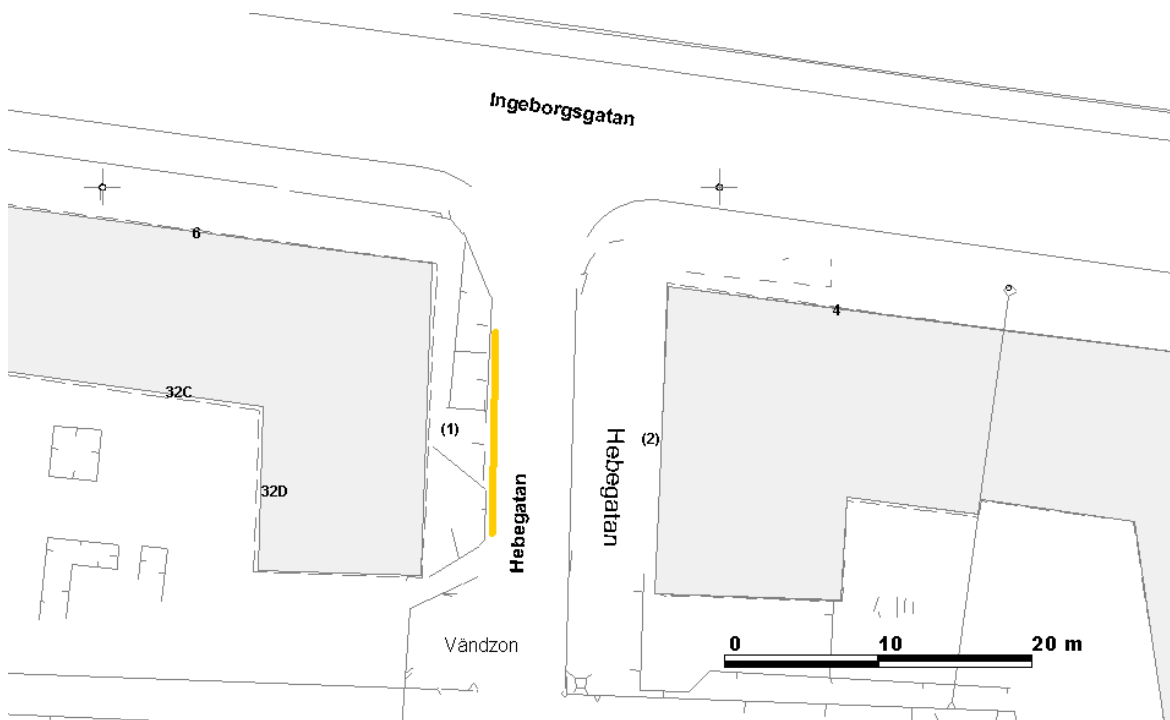 Ingeborgsgatan
6
4
32C
(1)
(2)
32D
Hebegatan
Hebegatan
Vändzon
0 10 20 m